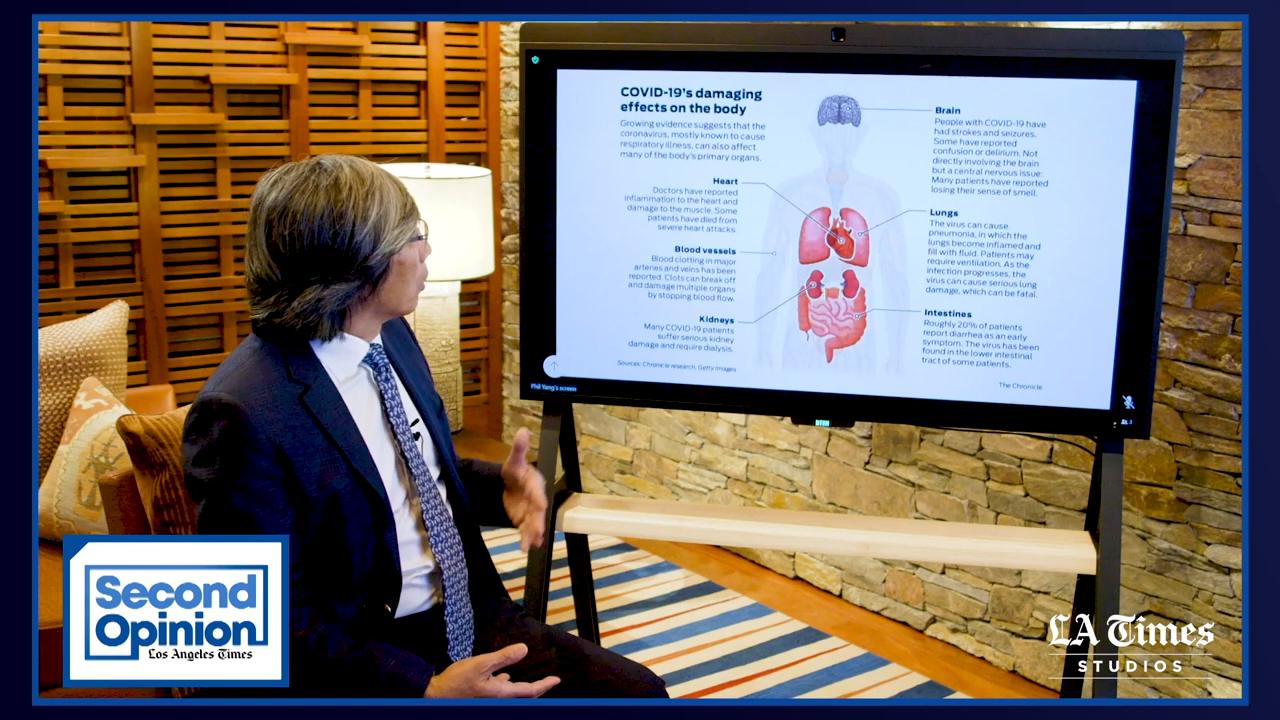 COVID-19's damaging
effects on the body
Growing evidence suggests that the
coronavirus, mostly known to cause
respiratory illness, can also affect
many of the body's primary organs.
Heart
Doctors have reported
inflammation to the heart and
damage to the muscle. Some
patients have died from
severe heart attacks.
Blood vessels
Blood clotting in major
arteries and veins has been
reported. Clots can break off
and damage multiple organs
by stopping blood flow.
Kidneys
Many COVID-19 patients
suffer serious kidney
damage and require dialysis.
Sources: Chronicle research, Getty Images
Brain
People with COVID-19 have
had strokes and seizures.
Some have reported
confusion or delirium. Not
directly involving the brain
but a central nervous issue:
Many patients have reported
losing their sense of smell.
Lungs
The virus can cause
pneumonia, in which the
lungs become inflamed and
fill with fluid. Patients may
require ventilation. As the
infection progresses, the
virus can cause serious lung
damage, which can be fatal.
Intestines
Roughly 20% of patients
report diarrhea as an early
symptom. The virus has been
found in the lower intestinal
tract of some patients.
The Chronicle
Phil Yang's screen
DTEN
Second
Opinion
Los Angeles Times
LA Times
STUDIOS